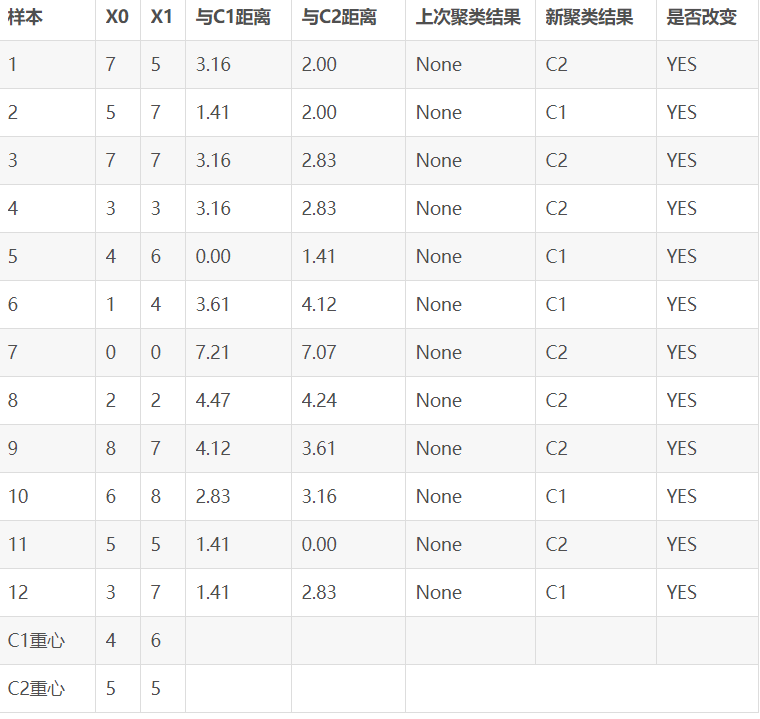 样本 X0 X1 与C1距离 与C2距离 上次聚类结果 新聚类结果 是否改变
1 7 5 3.16 2.00 None C2 YES
2 5 7 1.41 2.00 None C1 YES
3 7 7 3.16 2.83 None C2 YES
4 3 3 3.16 2.83 None C2 YES
5 4 6 0.00 1.41 None C1 YES
6 1 4 3.61 4.12 None C1 YES
7 0 0 7.21 7.07 None C2 YES
8 2 2 4.47 4.24 None C2 YES
9 8 7 4.12 3.61 None C2 YES
10 6 8 2.83 3.16 None C1 YES
11 5 5 1.41 0.00 None C2 YES
12 3 7 1.41 2.83 None C1 YES
C1重心 4 6
C2重心 5 5